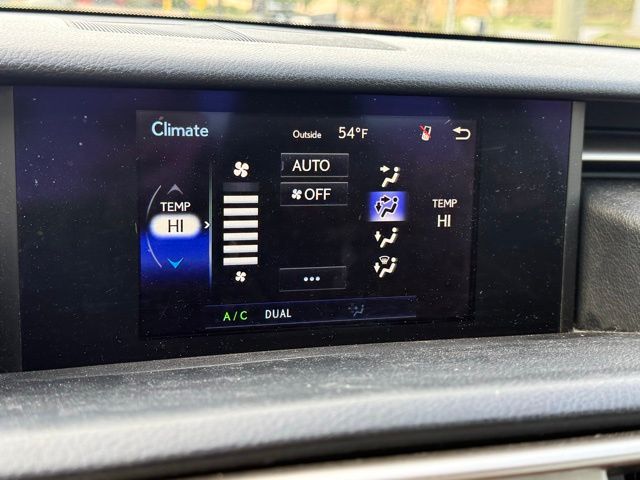 Climate
Outside 54°F
AUTO
OFF
TEMP
HI
TEMP
HI
...
A/C DUAL